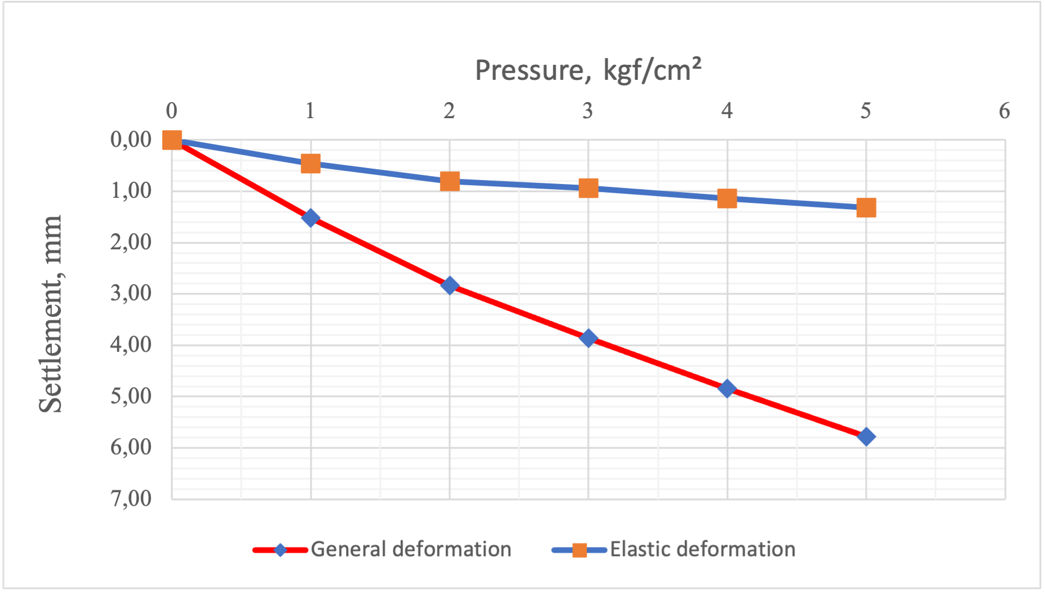 Pressure, kgf/cm²
0 1 2 3 4 5 6
0,00
1,00
2,00
3,00
4,00
5,00
6,00
7,00
Settlement, mm
General deformation
Elastic deformation